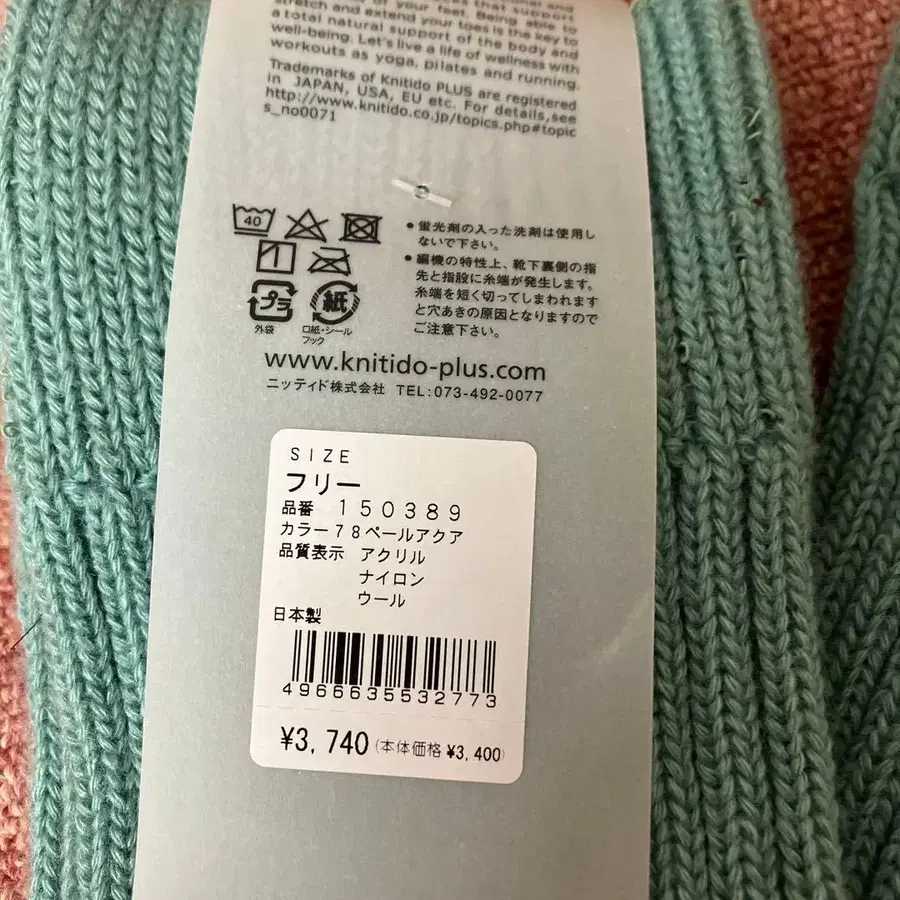 of your feet. Being able to
stretch and extend your toes is the key to
a total natural support of the body and
well-being. Let's live a life of wellness with
workouts as yoga, pilates and running.
Trademarks of Knitido PLUS are registered
in JAPAN, USA, EU etc. For details,see
http://www.knitido.co.jp/topics.php#topic
s_no0071
40
・蛍光剤の入った洗剤は使用し
ないで下さい。
・編機の特性上、靴下裏側の指
先と指股に糸端が発生します。
糸端を短く切ってしまわれます
と穴あきの原因となりますので
ご注意下さい。
プラ
外袋
紙
口紙・シール
フック
www.knitido-plus.com
ニッティド株式会社 TEL:073-492-0077
SIZE
フリー
品番 150389
カラー78ペールアクア
品質表示 アクリル
ナイロン
ウール
日本製
4966635532773
¥3,740(本体価格¥3,400)